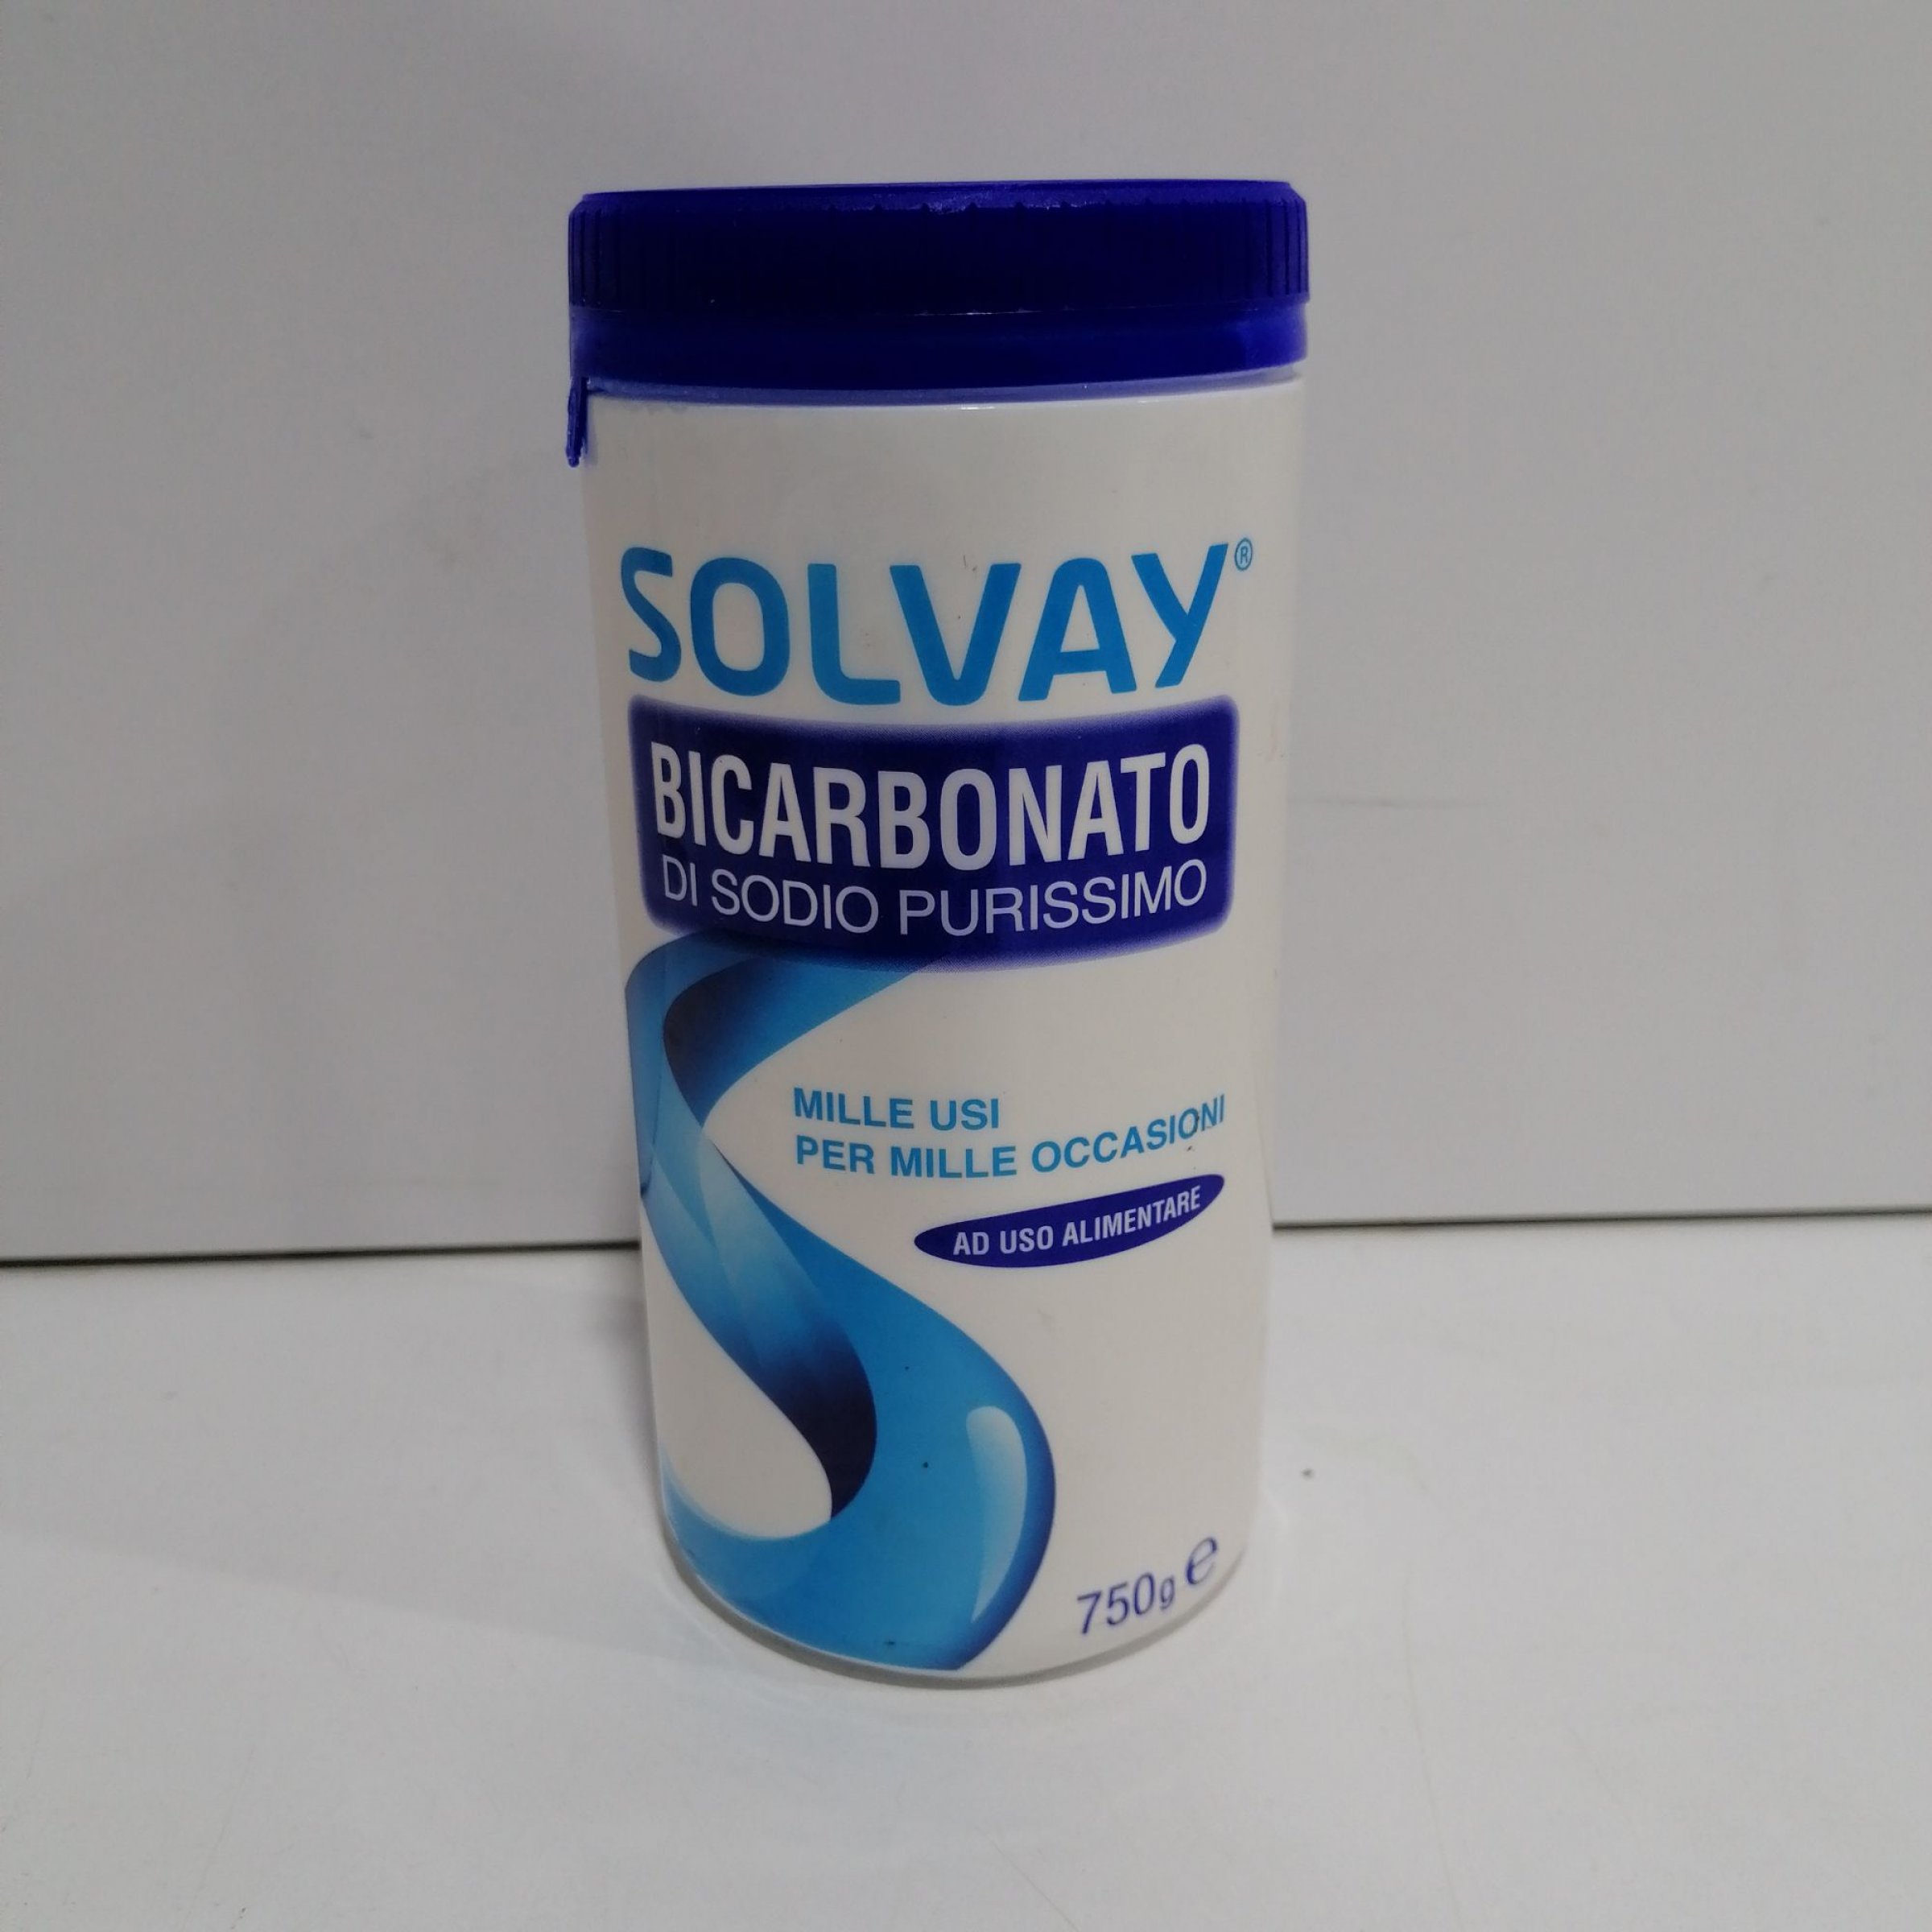 SOLVAY®
BICARBONATO
DI SODIO PURISSIMO
MILLE USI
PER MILLE OCCASIONI
AD USO ALIMENTARE
750g ℮